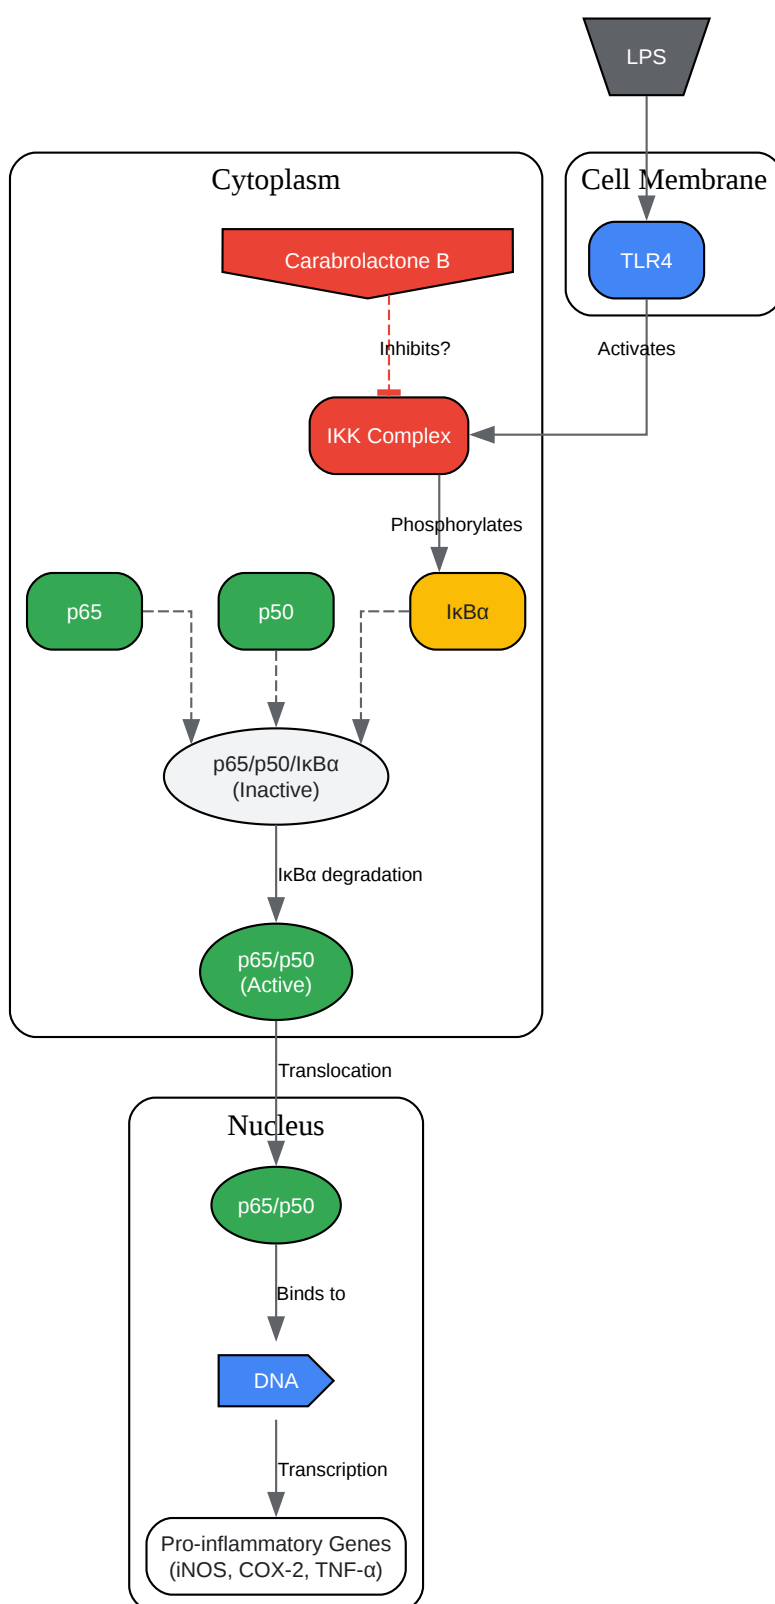 LPS
Cytoplasm
Cell Membrane
Carabrolactone B
TLR4
Inhibits?
Activates
IKK Complex
Phosphorylates
p65
p50
IκBα
p65/p50/IκBα
(Inactive)
IκBα degradation
p65/p50
(Active)
Translocation
Nucleus
p65/p50
Binds to
DNA
Transcription
Pro-inflammatory Genes
(iNOS, COX-2, TNF-α)